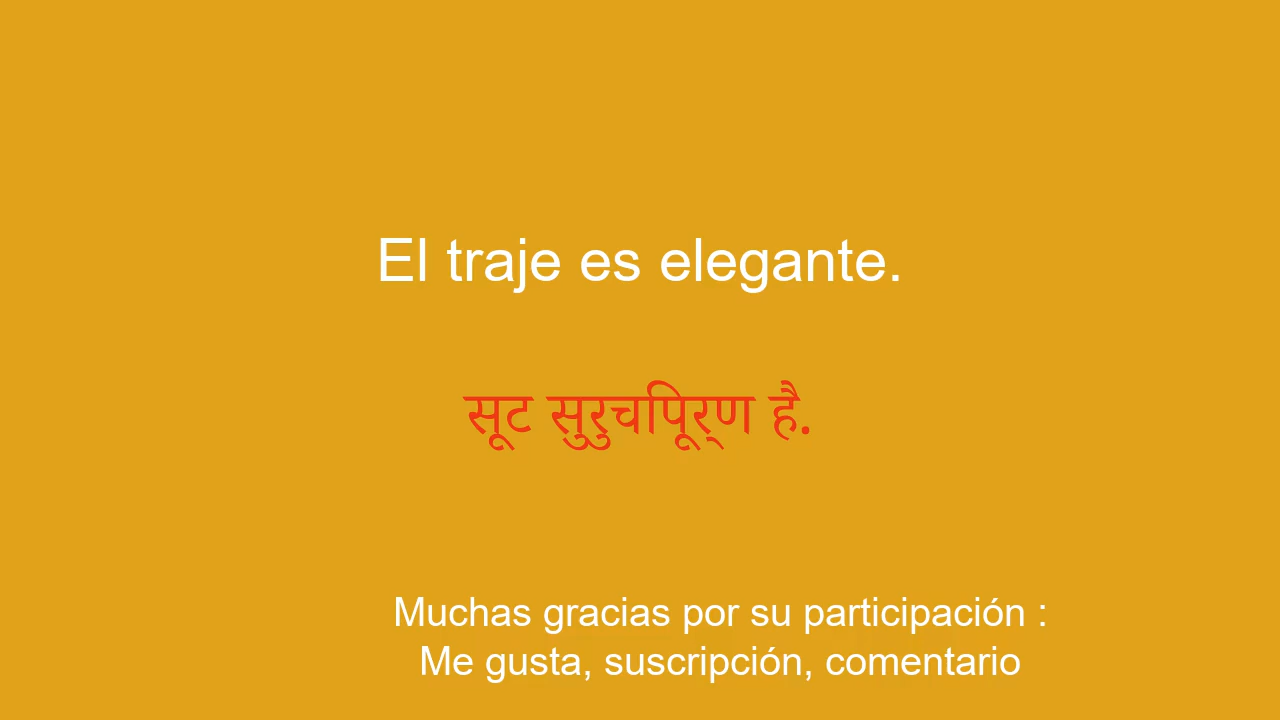 El traje es elegante.
सूट सुरुचिपूर्ण है.
Muchas gracias por su participación :
Me gusta, suscripción, comentario